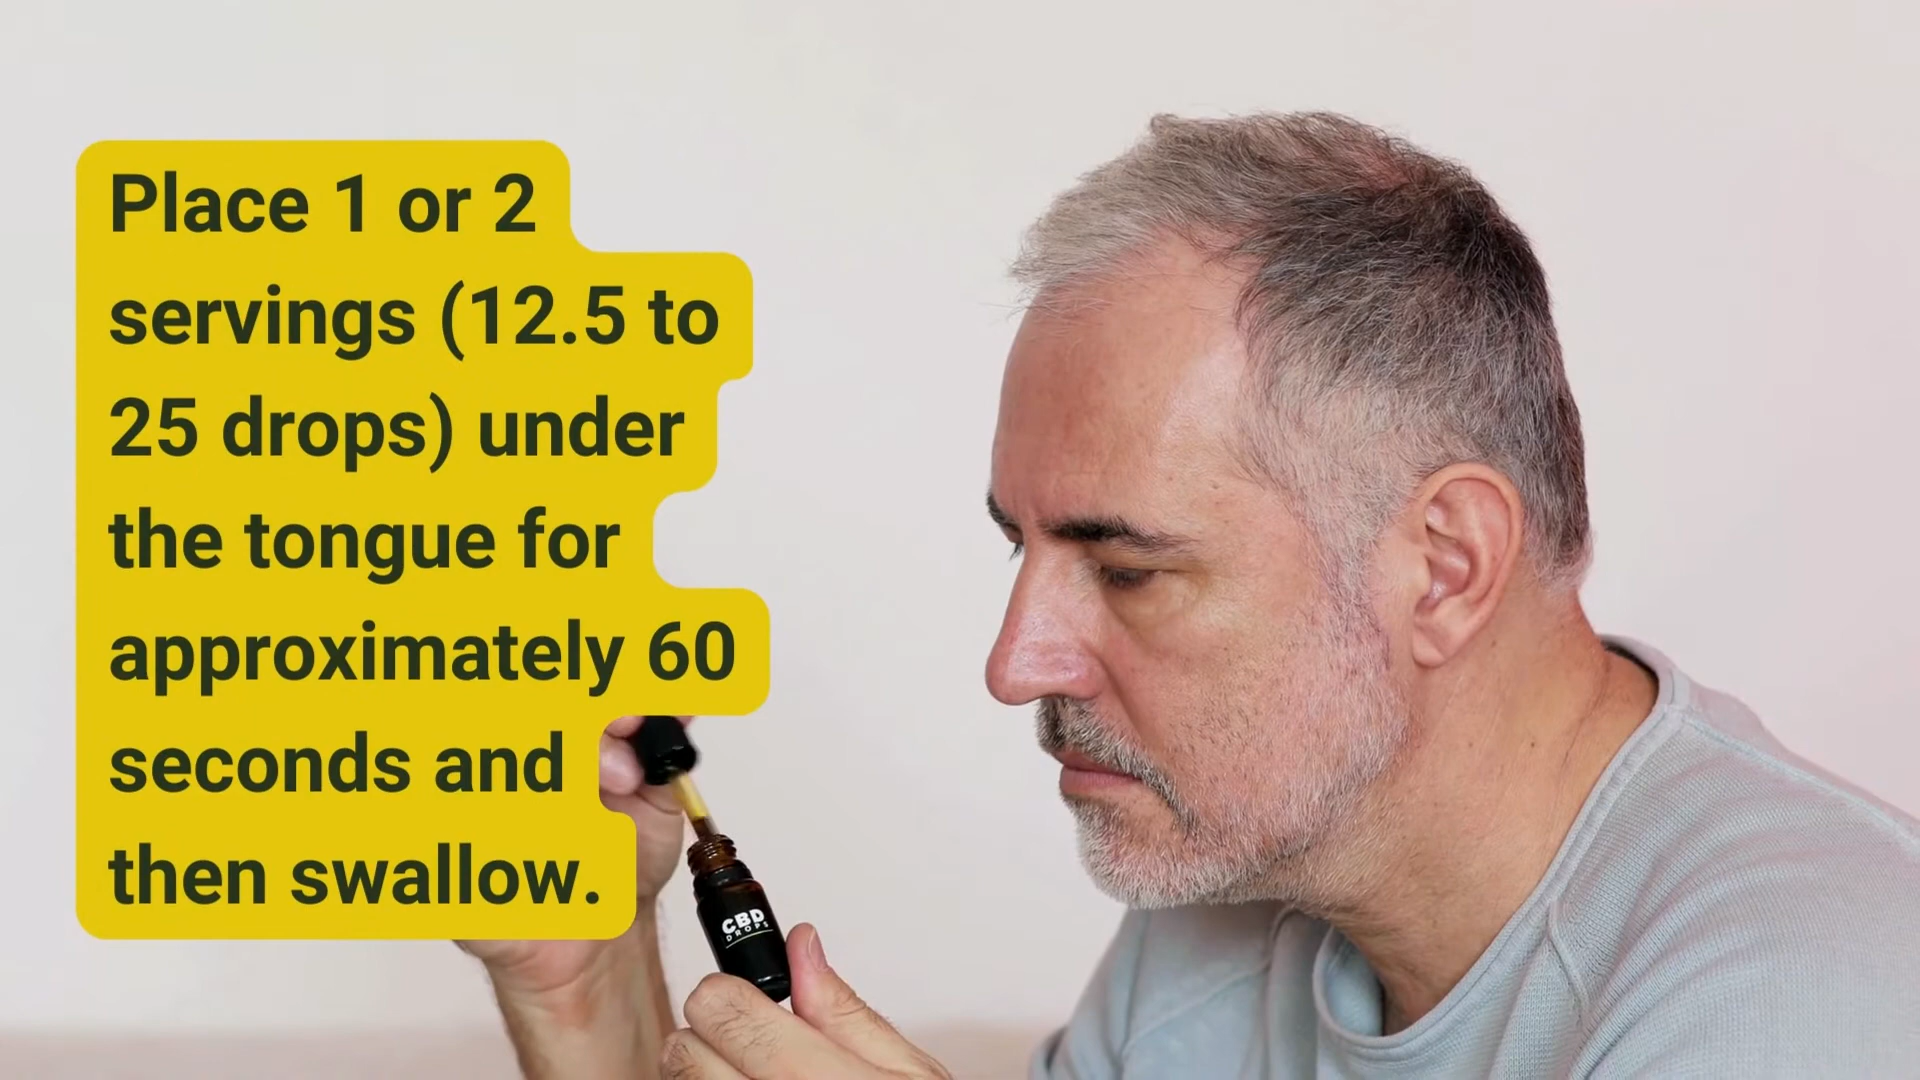 Place 1 or 2
servings (12.5 to
25 drops) under
the tongue for
approximately 60
seconds and
then swallow.
CBD
DROPS